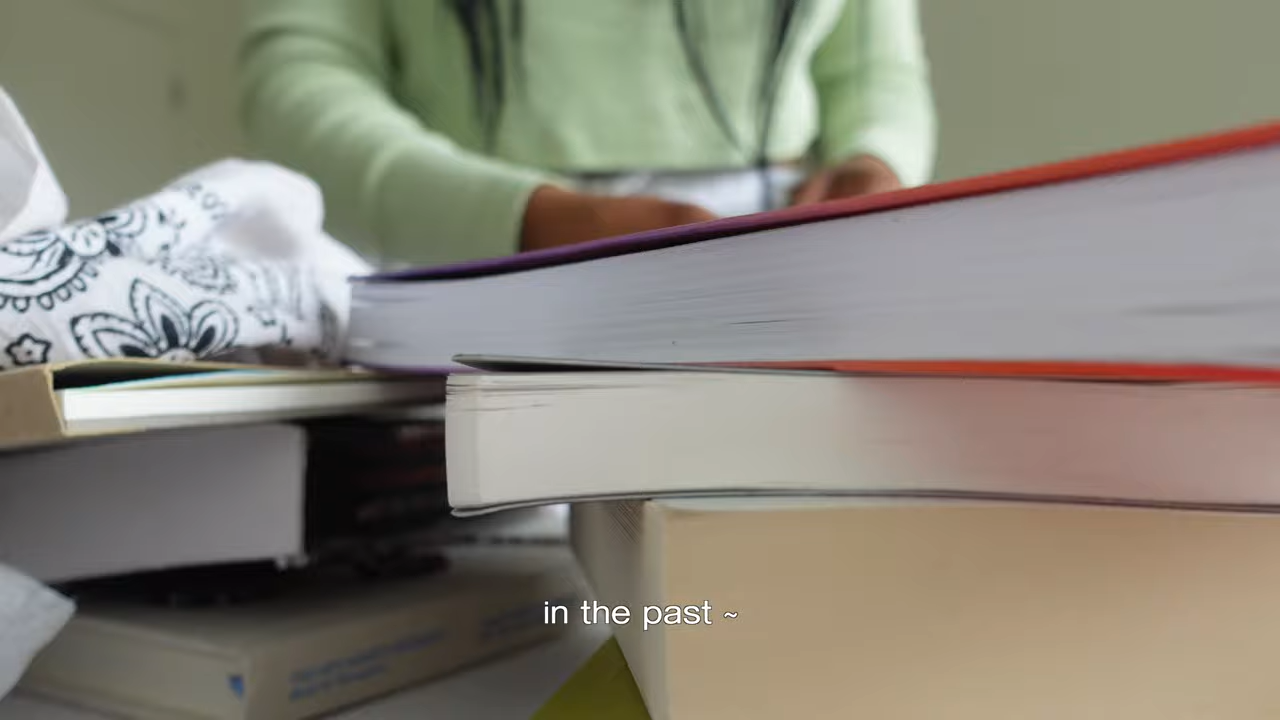 in the past ~